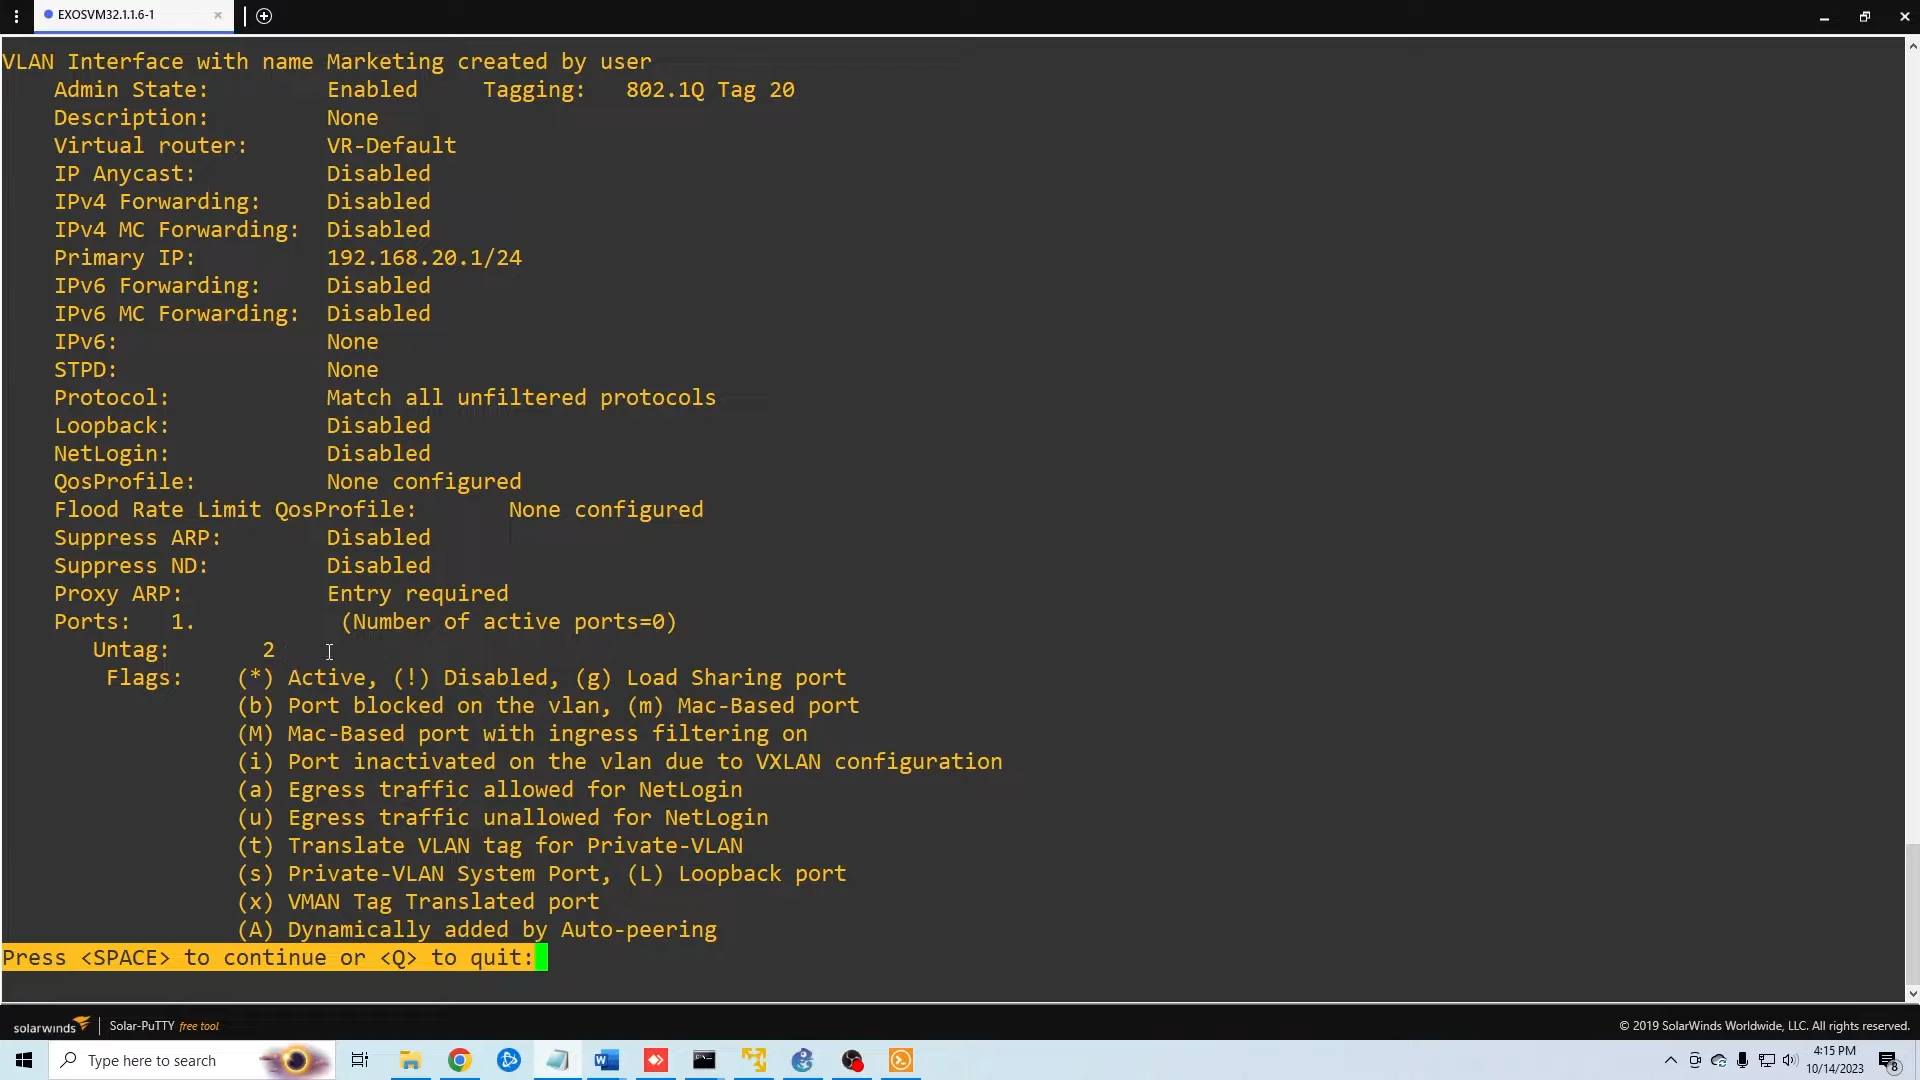 EXOSVM32.1.1.6-1
VLAN Interface with name Marketing created by user
Admin State: Enabled Tagging: 802.1Q Tag 20
Description: None
Virtual router: VR-Default
IP Anycast: Disabled
IPv4 Forwarding: Disabled
IPv4 MC Forwarding: Disabled
Primary IP: 192.168.20.1/24
IPv6 Forwarding: Disabled
IPv6 MC Forwarding: Disabled
IPv6: None
STPD: None
Protocol: Match all unfiltered protocols
Loopback: Disabled
NetLogin: Disabled
QosProfile: None configured
Flood Rate Limit QosProfile: None configured
Suppress ARP: Disabled
Suppress ND: Disabled
Proxy ARP: Entry required
Ports: 1. (Number of active ports=0)
Untag: 2
Flags: (*) Active, (!) Disabled, (g) Load Sharing port
(b) Port blocked on the vlan, (m) Mac-Based port
(M) Mac-Based port with ingress filtering on
(i) Port inactivated on the vlan due to VXLAN configuration
(a) Egress traffic allowed for NetLogin
(u) Egress traffic unallowed for NetLogin
(t) Translate VLAN tag for Private-VLAN
(s) Private-VLAN System Port, (L) Loopback port
(x) VMAN Tag Translated port
(A) Dynamically added by Auto-peering
Press <SPACE> to continue or <Q> to quit:
solarwinds | Solar-PuTTY free tool
© 2019 SolarWinds Worldwide, LLC. All rights reserved.
Type here to search
4:15 PM
10/14/2023
8